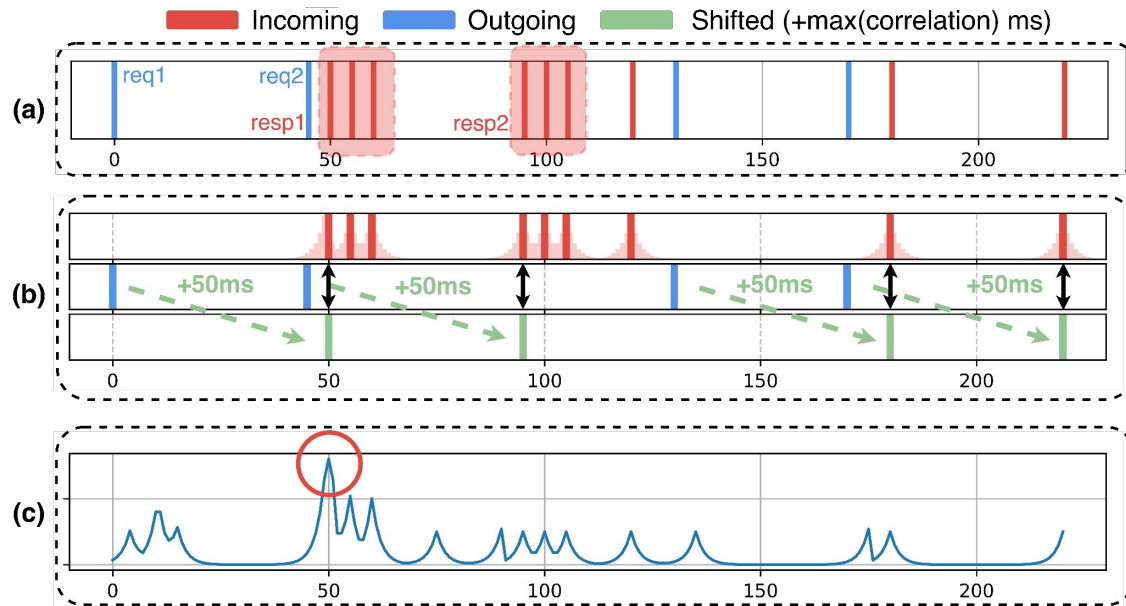 Incoming Outgoing Shifted (+max(correlation) ms)
(a)
req1 req2
resp1 resp2
0 50 100 150 200
(b)
+50ms +50ms +50ms +50ms
0 50 100 150 200
(c)
0 50 100 150 200